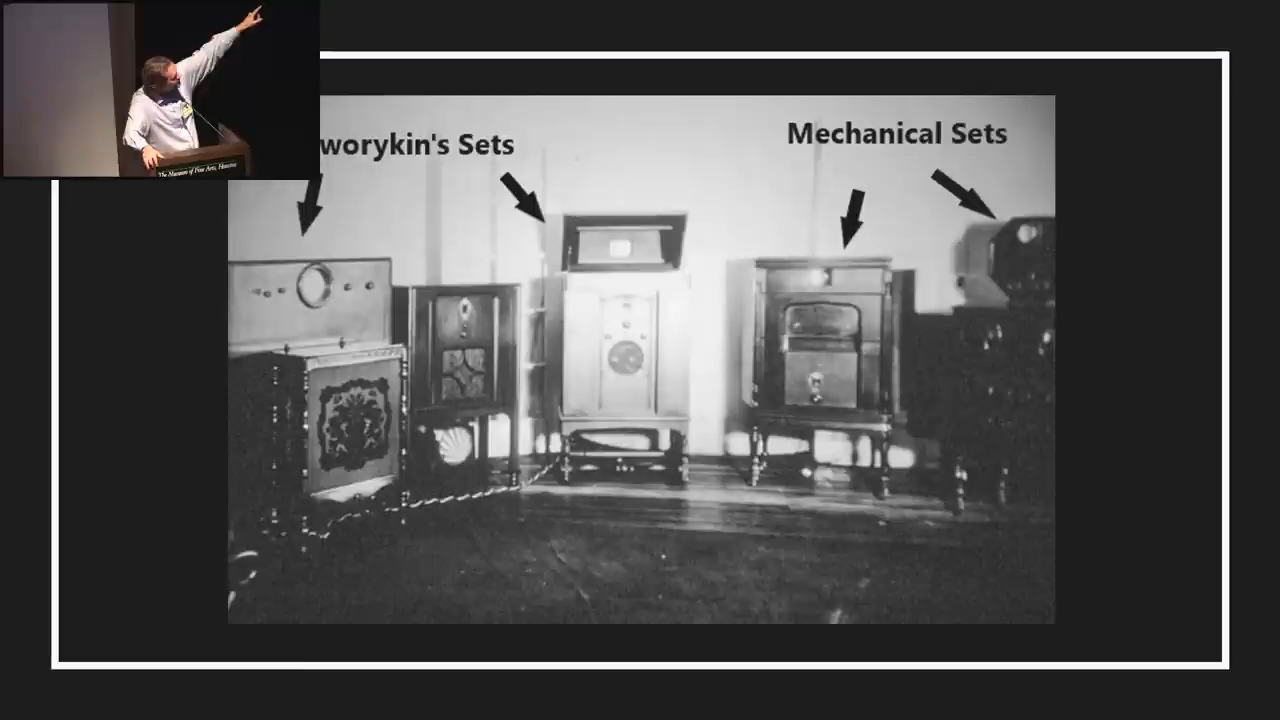 worykin's Sets
Mechanical Sets
The Museum of Fine Arts, Houston